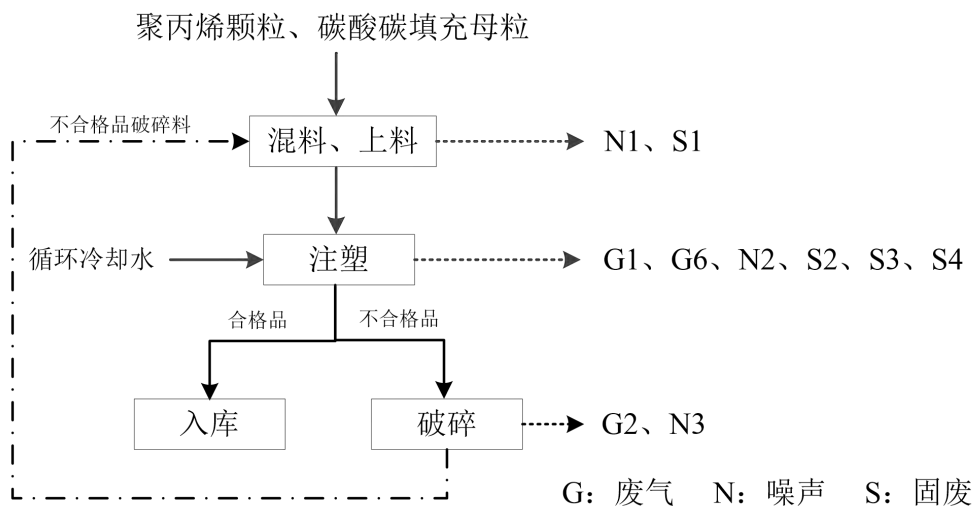 聚丙烯颗粒、碳酸碳填充母粒
不合格品破碎料
混料、上料
N1、S1
循环冷却水
注塑
G1、G6、N2、S2、S3、S4
合格品
不合格品
入库
破碎
G2、N3
G：废气 N：噪声 S：固废